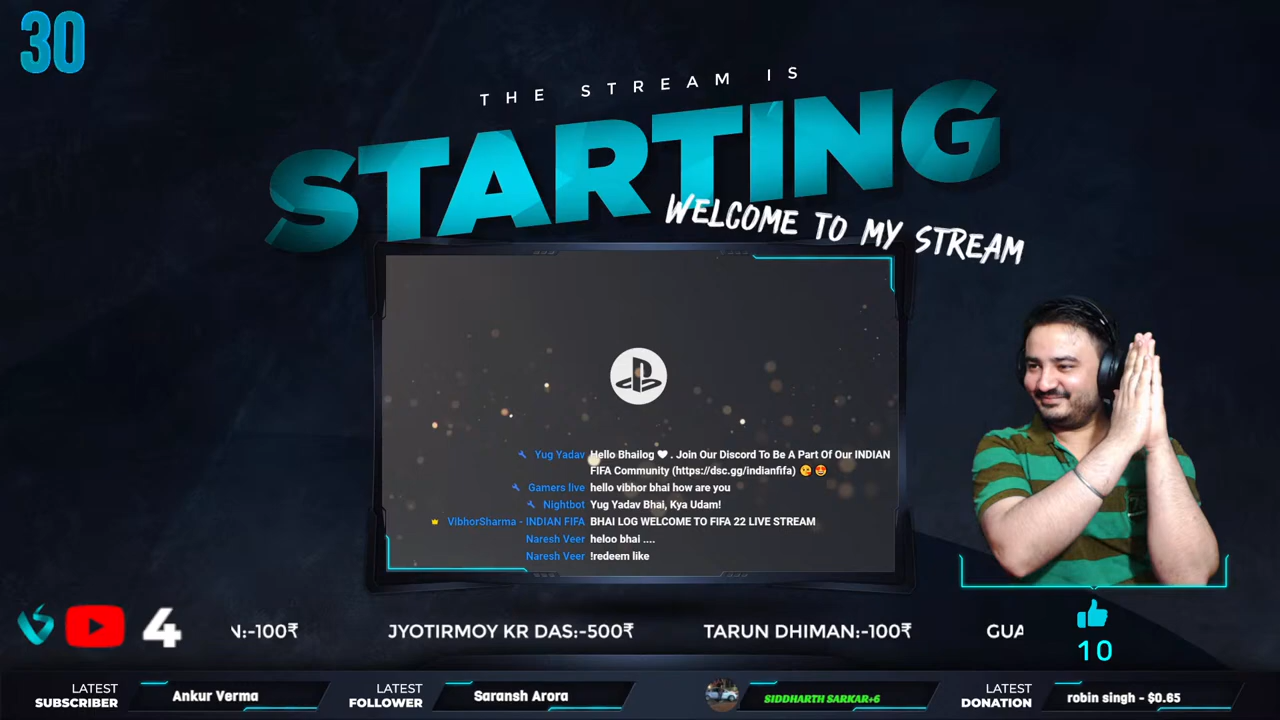 30
THE STREAM IS
STARTING
WELCOME TO MY STREAM
Yug Yadav Hello Bhailog 🤍 . Join Our Discord To Be A Part Of Our INDIAN
FIFA Community (https://dsc.gg/indianfifa) 😘 🤩
Gamers live hello vibhor bhai how are you
Nightbot Yug Yadav Bhai, Kya Udam!
VibhorSharma - INDIAN FIFA BHAI LOG WELCOME TO FIFA 22 LIVE STREAM
Naresh Veer heloo bhai ....
Naresh Veer !redeem like
4 N:-100₹ JYOTIRMOY KR DAS:-500₹ TARUN DHIMAN:-100₹ GUA
10
LATEST SUBSCRIBER Ankur Verma
LATEST FOLLOWER Saransh Arora
SIDDHARTH SARKAR+6
LATEST DONATION robin singh - $0.65